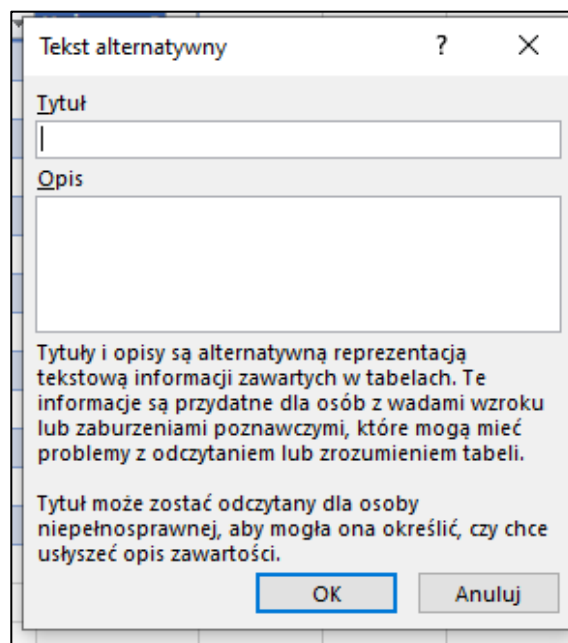 Tekst alternatywny ?
Tytuł
Opis
Tytuły i opisy są alternatywną reprezentacją
tekstową informacji zawartych w tabelach. Te
informacje są przydatne dla osób z wadami wzroku
lub zaburzeniami poznawczymi, które mogą mieć
problemy z odczytaniem lub zrozumieniem tabeli.
Tytuł może zostać odczytany dla osoby
niepełnosprawnej, aby mogła ona określić, czy chce
usłyszeć opis zawartości.
OK Anuluj